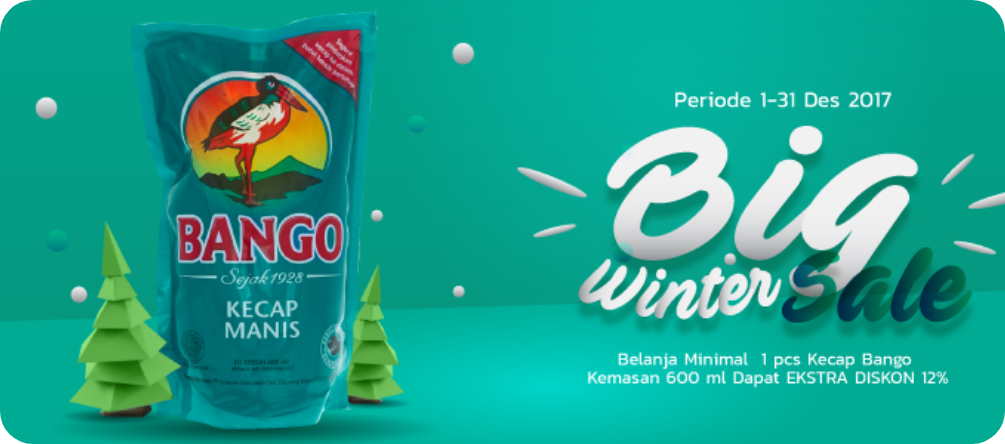 BANGO
Sejak 1928
KECAP
MANIS
Periode 1-31 Des 2017
Big
Winter Sale
Belanja Minimal 1 pcs Kecap Bango
Kemasan 600 ml Dapat EKSTRA DISKON 12%